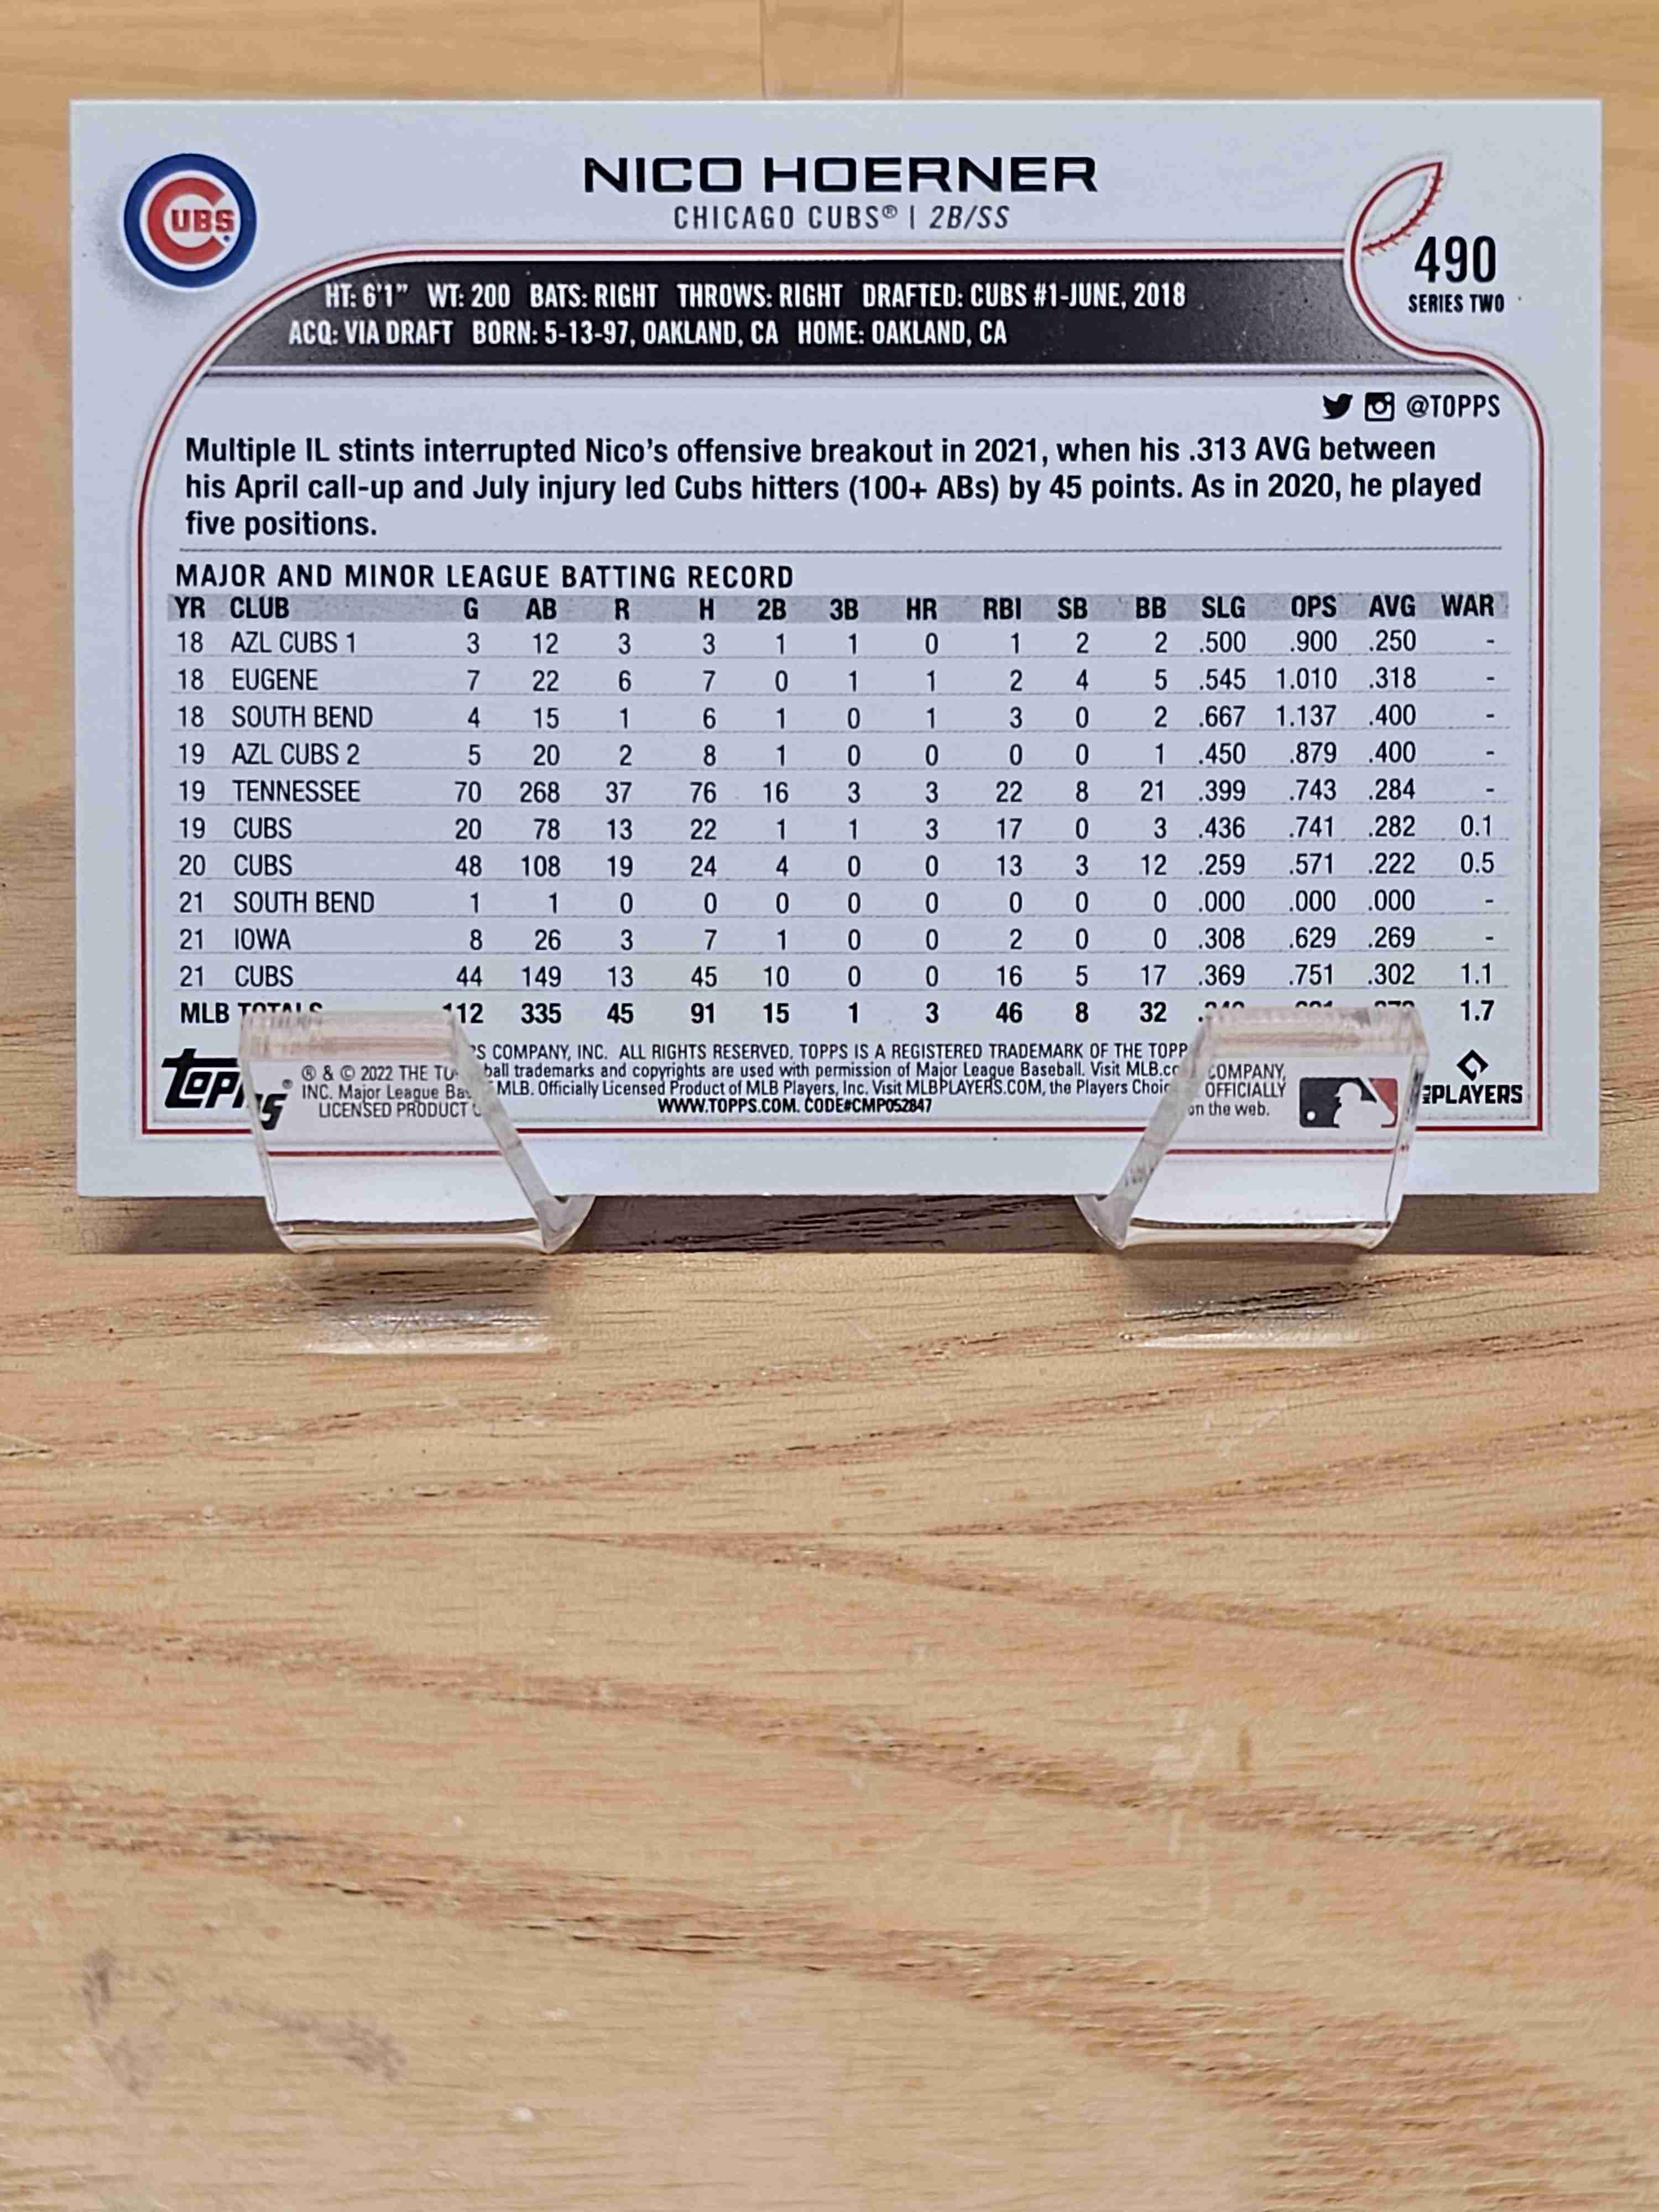 CUBS
NICO HOERNER
CHICAGO CUBS® | 2B/SS
490
SERIES TWO
HT: 6'1" WT: 200 BATS: RIGHT THROWS: RIGHT DRAFTED: CUBS #1-JUNE, 2018
ACQ: VIA DRAFT BORN: 5-13-97, OAKLAND, CA HOME: OAKLAND, CA
@TOPPS
Multiple IL stints interrupted Nico's offensive breakout in 2021, when his .313 AVG between
his April call-up and July injury led Cubs hitters (100+ ABs) by 45 points. As in 2020, he played
five positions.
MAJOR AND MINOR LEAGUE BATTING RECORD
YR CLUB G AB R H 2B 3B HR RBI SB BB SLG OPS AVG WAR
18 AZL CUBS 1 3 12 3 3 1 1 0 1 2 2 .500 .900 .250 -
18 EUGENE 7 22 6 7 0 1 1 2 4 5 .545 1.010 .318 -
18 SOUTH BEND 4 15 1 6 1 0 1 3 0 2 .667 1.137 .400 -
19 AZL CUBS 2 5 20 2 8 1 0 0 0 0 1 .450 .879 .400 -
19 TENNESSEE 70 268 37 76 16 3 3 22 8 21 .399 .743 .284 -
19 CUBS 20 78 13 22 1 1 3 17 0 3 .436 .741 .282 0.1
20 CUBS 48 108 19 24 4 0 0 13 3 12 .259 .571 .222 0.5
21 SOUTH BEND 1 1 0 0 0 0 0 0 0 0 .000 .000 .000 -
21 IOWA 8 26 3 7 1 0 0 2 0 0 .308 .629 .269 -
21 CUBS 44 149 13 45 10 0 0 16 5 17 .369 .751 .302 1.1
MLB TOTALS 112 335 45 91 15 1 3 46 8 32 1.7
Topps ® & © 2022 THE COMPANY, INC. ALL RIGHTS RESERVED. TOPPS IS A REGISTERED TRADEMARK OF THE TOPP COMPANY,
INC. Major League ball trademarks and copyrights are used with permission of Major League Baseball. Visit MLB.co OFFICIALLY
LICENSED PRODUCT MLB. Officially Licensed Product of MLB Players, Inc. Visit MLBPLAYERS.COM, the Players Choic on the web.
WWW.TOPPS.COM. CODE#CMP052847
PLAYERS